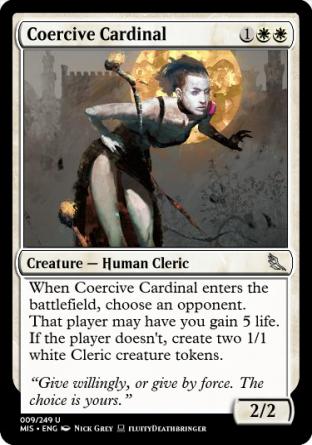 Coercive Cardinal 1
Creature — Human Cleric
When Coercive Cardinal enters the
battlefield, choose an opponent.
That player may have you gain 5 life.
If the player doesn't, create two 1/1
white Cleric creature tokens.
“Give willingly, or give by force. The
choice is yours.”
2/2
009/249 U
MIS • ENG Nick Grey fluffyDeathbringer